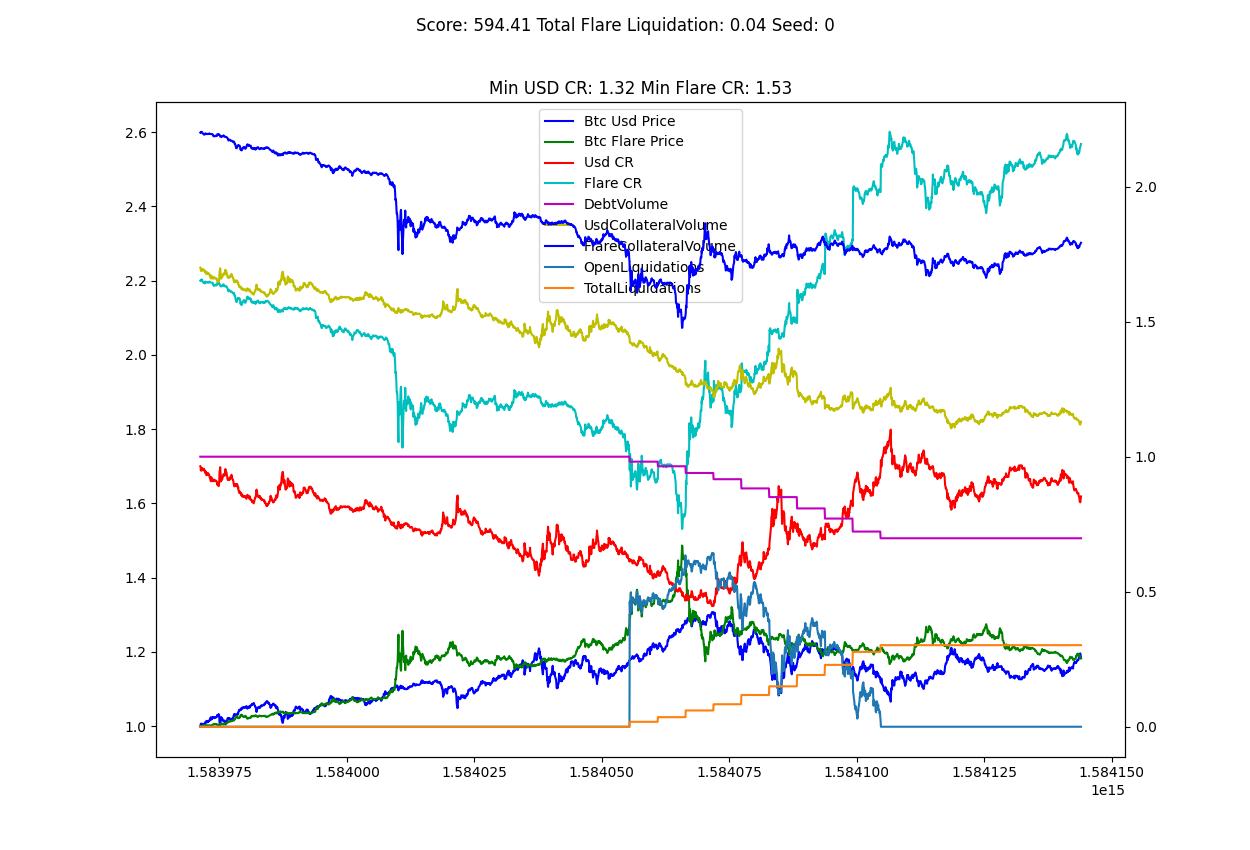 Score: 594.41 Total Flare Liquidation: 0.04 Seed: 0
Min USD CR: 1.32 Min Flare CR: 1.53
Btc Usd Price
Btc Flare Price
Usd CR
Flare CR
DebtVolume
UsdCollateralVolume
FlareCollateralVolume
OpenLiquidations
TotalLiquidations
2.6
2.4
2.2
2.0
1.8
1.6
1.4
1.2
1.0
2.0
1.5
1.0
0.5
0.0
1.583975 1.584000 1.584025 1.584050 1.584075 1.584100 1.584125 1.584150
1e15